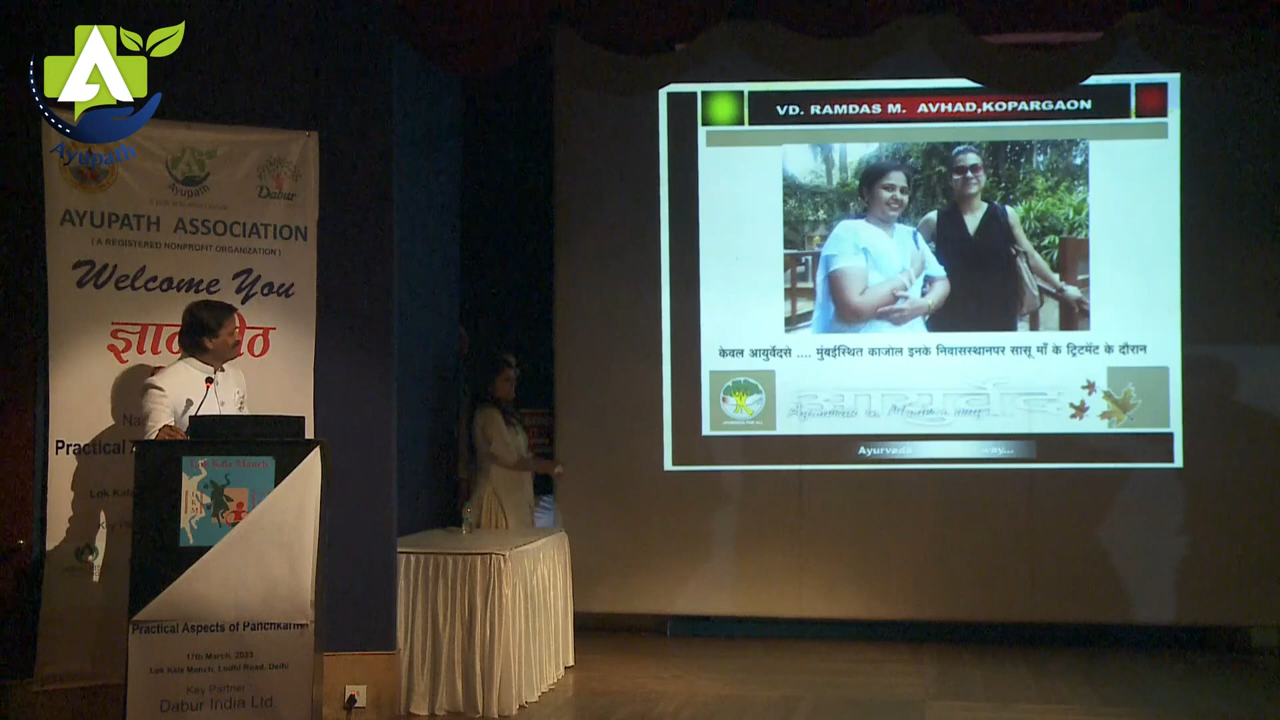 A
Ayupath
Ayupath
Dabur
AYUPATH ASSOCIATION
( A REGISTERED NONPROFIT ORGANIZATION )
Welcome You
Practical
Lok Kala Manch
Practical Aspects of
17th March, 2023
Lok Kala Manch, Lodhi Road, Delhi
Key Partner
Dabur India Ltd.
VD. RAMDAS M. AVHAD,KOPARGAON
केवल आयुर्वेदसे .... मुंबईस्थित काजोल इनके निवासस्थानपर सासू माँ के ट्रिटमेंट के दौरान
आयुर्वेद
Ayurveda
way...